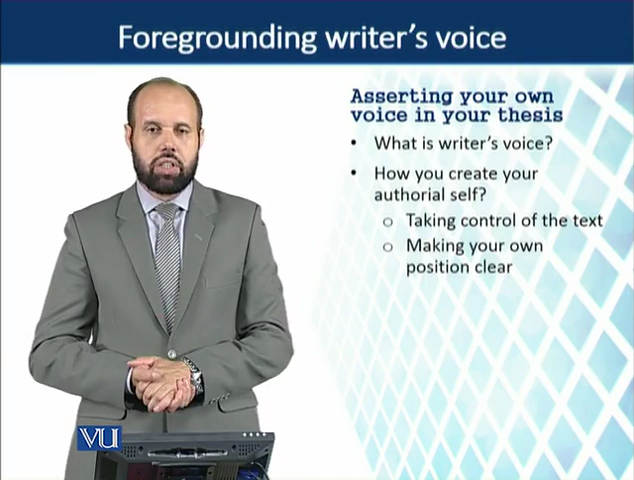 Foregrounding writer's voice
Asserting your own
voice in your thesis
• What is writer's voice?
• How you create your
authorial self?
o Taking control of the text
o Making your own
position clear
VU